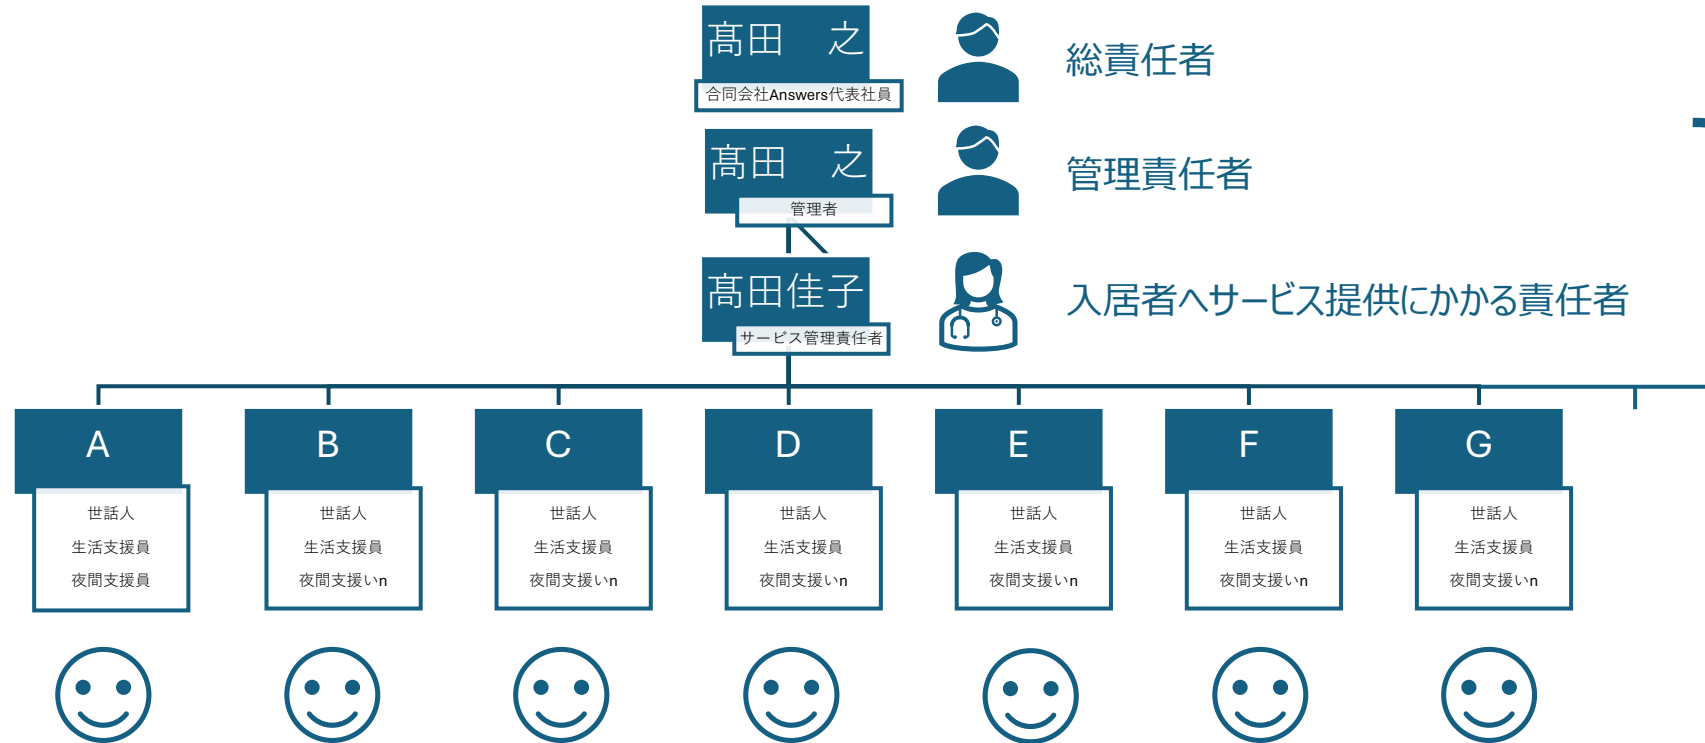 髙田　之
合同会社Answers代表社員
総責任者
髙田　之
管理者
管理責任者
髙田佳子
サービス管理責任者
入居者へサービス提供にかかる責任者
A
世話人
生活支援員
夜間支援員
B
世話人
生活支援員
夜間支援いn
C
世話人
生活支援員
夜間支援いn
D
世話人
生活支援員
夜間支援いn
E
世話人
生活支援員
夜間支援いn
F
世話人
生活支援員
夜間支援いn
G
世話人
生活支援員
夜間支援いn